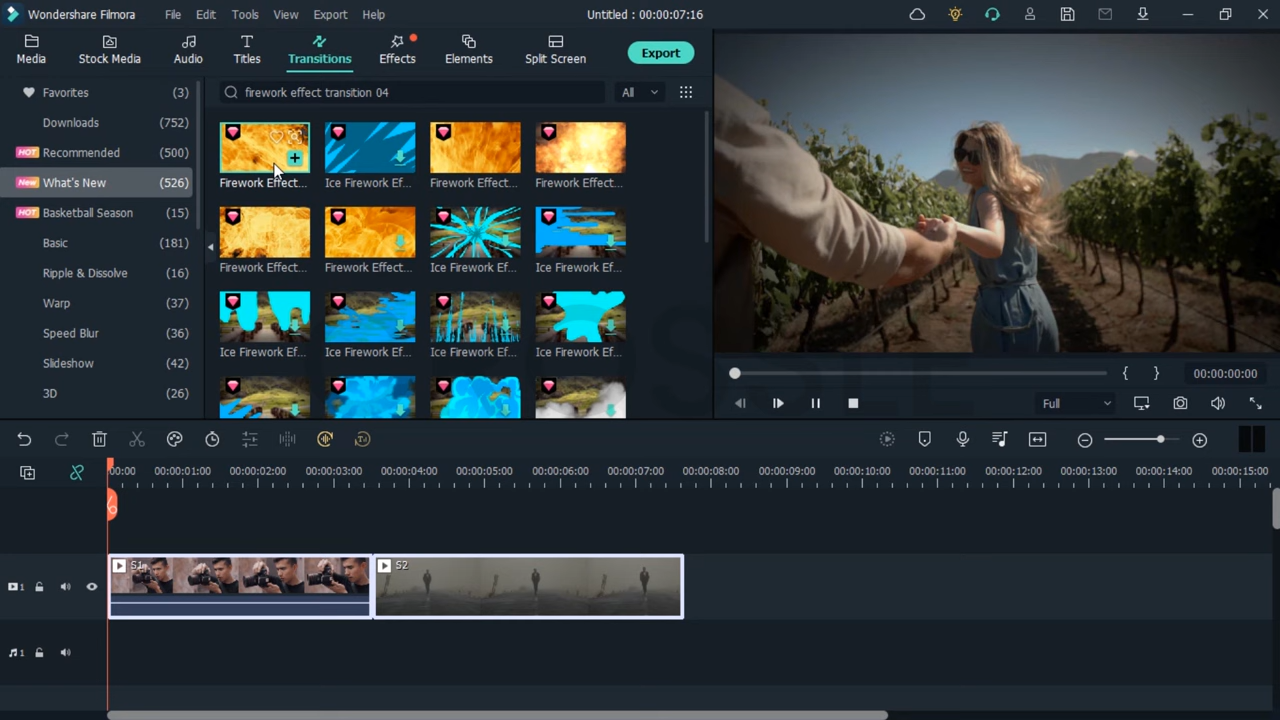 Wondershare Filmora File Edit Tools View Export Help Untitled : 00:00:07:16
Media Stock Media Audio Titles Transitions Effects Elements Split Screen Export
Favorites (3)
Downloads (752)
HOT Recommended (500)
New What's New (526)
HOT Basketball Season (15)
Basic (181)
Ripple & Dissolve (16)
Warp (37)
Speed Blur (36)
Slideshow (42)
3D (26)
firework effect transition 04 All
Firework Effect... Ice Firework Ef... Firework Effect... Firework Effect...
Firework Effect... Firework Effect... Ice Firework Ef... Ice Firework Ef...
Ice Firework Ef... Ice Firework Ef... Ice Firework Ef... Ice Firework Ef...
{ } 00:00:00:00
Full
:00:00 00:00:01:00 00:00:02:00 00:00:03:00 00:00:04:00 00:00:05:00 00:00:06:00 00:00:07:00 00:00:08:00 00:00:09:00 00:00:10:00 00:00:11:00 00:00:12:00 00:00:13:00 00:00:14:00 00:00:15:00
S1 S2
1
1